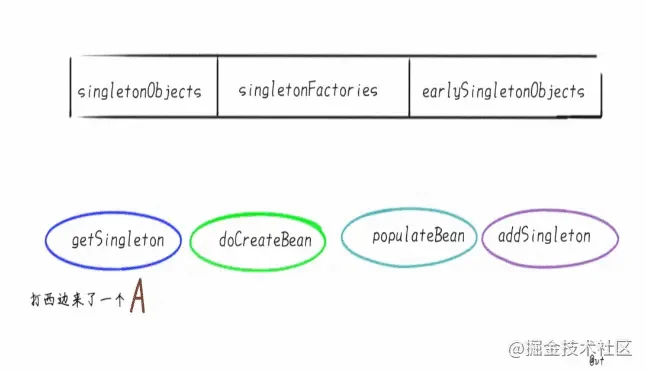 singletonObjects singletonFactories earlySingletonObjects
getSingleton doCreateBean populateBean addSingleton
打西边来了一个 A
@掘金技术社区